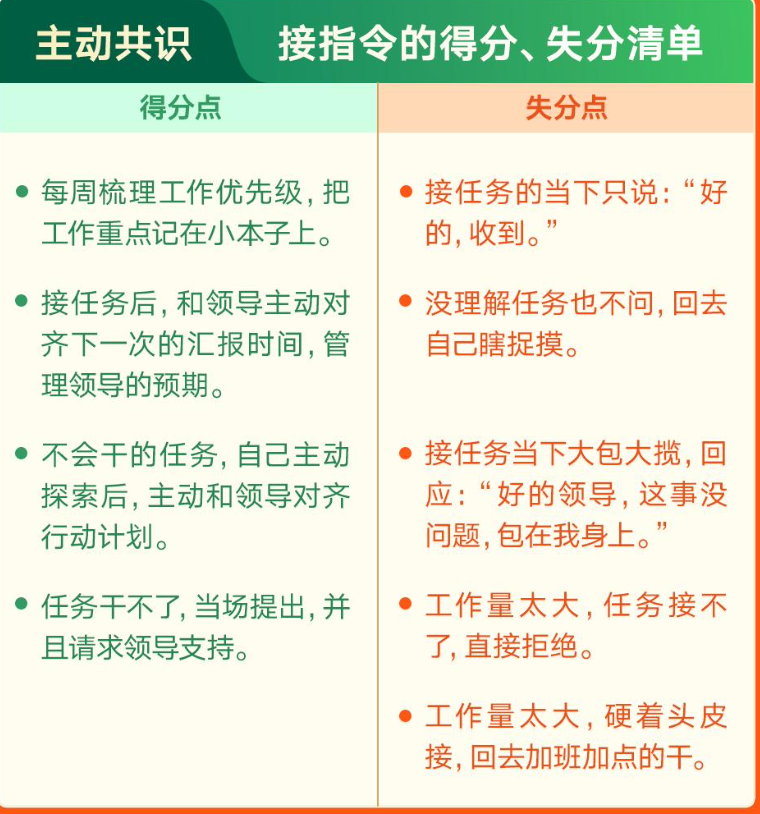 主动共识
接指令的得分、失分清单
得分点
每周梳理工作优先级，把
工作重点记在小本子上。
接任务后，和领导主动对
齐下一次的汇报时间，管
理领导的预期。
不会干的任务，自己主动
探索后，主动和领导对齐
行动计划。
任务干不了，当场提出，并
且请求领导支持。
失分点
接任务的当下只说：“好
的，收到。”
没理解任务也不问，回去
自己瞎捉摸。
接任务当下大包大揽，回
应：“好的领导，这事没
问题，包在我身上。”
工作量太大，任务接不
了，直接拒绝。
工作量太大，硬着头皮
接，回去加班加点的干。